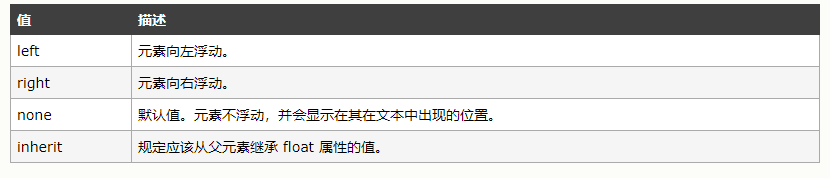 值 描述
left 元素向左浮动。
right 元素向右浮动。
none 默认值。元素不浮动，并会显示在其在文本中出现的位置。
inherit 规定应该从父元素继承 float 属性的值。